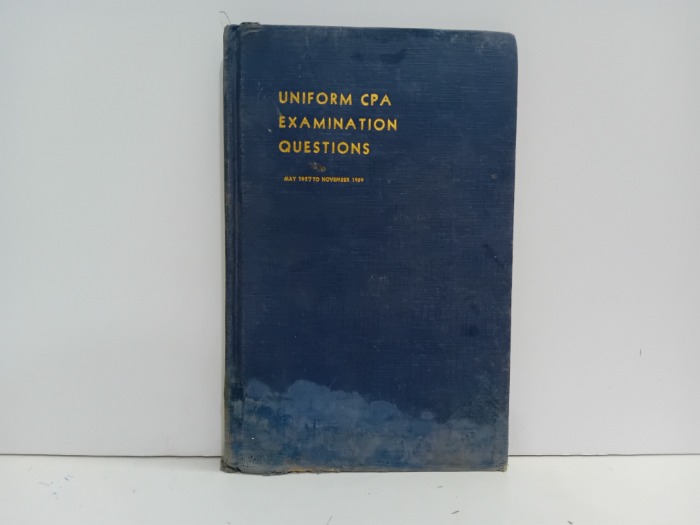 UNIFORM CPA
EXAMINATION
QUESTIONS
MAY 1957 TO NOVEMBER 1959